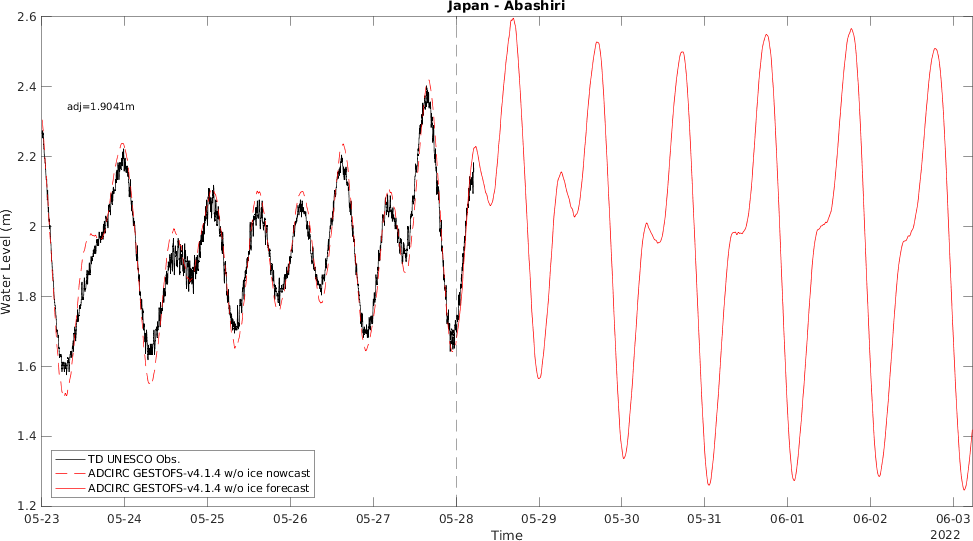 Japan - Abashiri
2.6
2.4
2.2
2
1.8
1.6
1.4
1.2
Water Level (m)
adj=1.9041m
TD UNESCO Obs.
ADCIRC GESTOFS-v4.1.4 w/o ice nowcast
ADCIRC GESTOFS-v4.1.4 w/o ice forecast
05-23 05-24 05-25 05-26 05-27 05-28 05-29 05-30 05-31 06-01 06-02 06-03
Time
2022